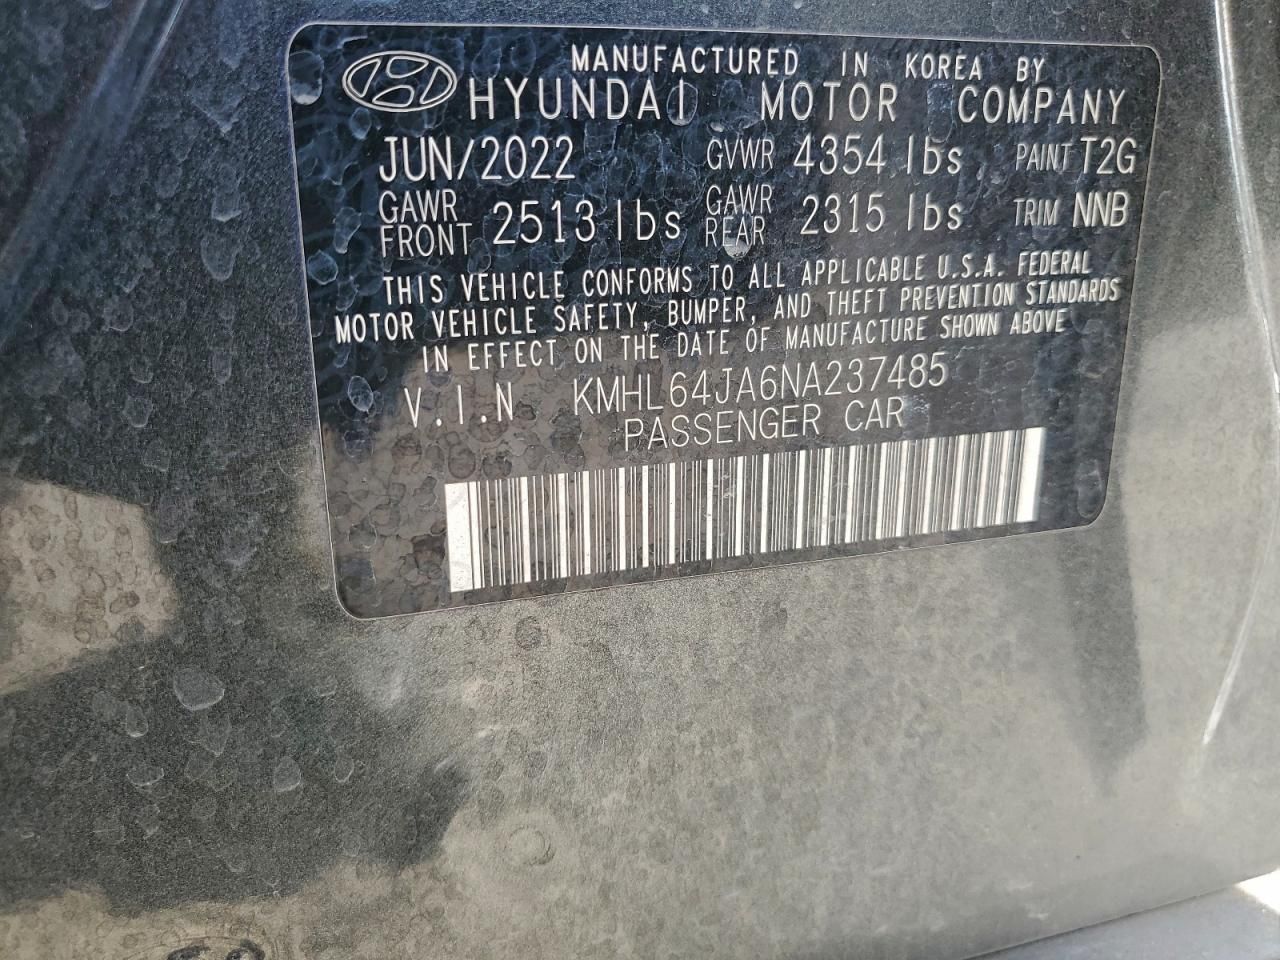 MANUFACTURED IN KOREA BY
HYUNDAI MOTOR COMPANY
JUN/2022 GVWR 4354 lbs PAINT T2G
GAWR FRONT 2513 lbs GAWR REAR 2315 lbs TRIM NNB
THIS VEHICLE CONFORMS TO ALL APPLICABLE U.S.A. FEDERAL
MOTOR VEHICLE SAFETY, BUMPER, AND THEFT PREVENTION STANDARDS
IN EFFECT ON THE DATE OF MANUFACTURE SHOWN ABOVE
V.I.N KMHL64JA6NA237485
PASSENGER CAR